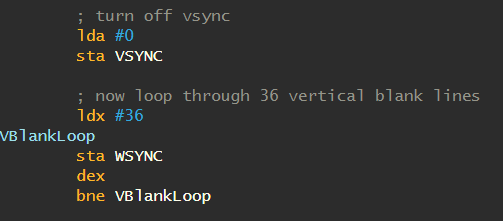 ; turn off vsync
lda #0
sta VSYNC
; now loop through 36 vertical blank lines
ldx #36
VBlankLoop
sta WSYNC
dex
bne VBlankLoop